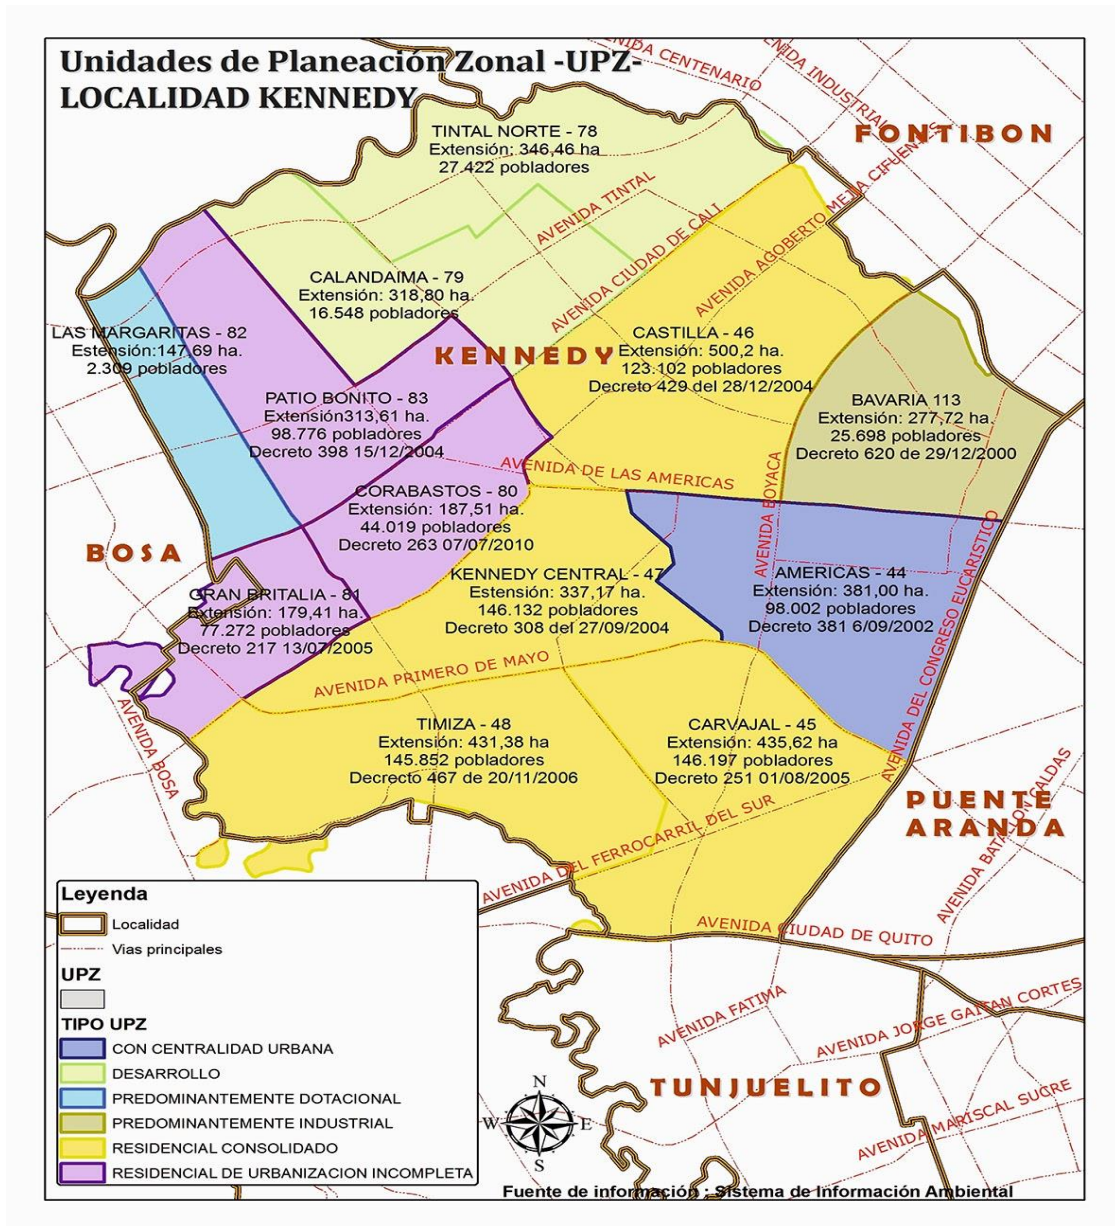 Unidades de Planeación Zonal -UPZ-
LOCALIDAD KENNEDY
AVENIDA CENTENARIO
AVENIDA INDUSTRIAL
FONTIBON
TINTAL NORTE - 78
Extensión: 346,46 ha
27.422 pobladores
AVENIDA TINTAL
AVENIDA CIUDAD DE CALI
AVENIDA AGOBERTO MEJIA CIFUENTES
CALANDAIMA - 79
Extensión: 318,80 ha.
16.548 pobladores
LAS MARGARITAS - 82
Estensión:147,69 ha.
2.309 pobladores
KENNEDY
CASTILLA - 46
Extensión: 500,2 ha.
123.102 pobladores
Decreto 429 del 28/12/2004
PATIO BONITO - 83
Extensión313,61 ha.
98.776 pobladores
Decreto 398 15/12/2004
BAVARIA 113
Extensión: 277,72 ha.
25.698 pobladores
Decreto 620 de 29/12/2000
AVENIDA DE LAS AMERICAS
AVENIDA BOYACA
CORABASTOS - 80
Extensión: 187,51 ha.
44.019 pobladores
Decreto 263 07/07/2010
BOSA
KENNEDY CENTRAL - 47
Estensión: 337,17 ha.
146.132 pobladores
Decreto 308 del 27/09/2004
AMERICAS - 44
Extensión: 381,00 ha.
98.002 pobladores
Decreto 381 6/09/2002
AVENIDA DEL CONGRESO EUCARISTICO
GRAN BRITALIA - 81
Extensión: 179,41 ha.
77.272 pobladores
Decreto 217 13/07/2005
AVENIDA PRIMERO DE MAYO
AVENIDA BOSA
TIMIZA - 48
Extensión: 431,38 ha
145.852 pobladores
Decrecto 467 de 20/11/2006
CARVAJAL - 45
Extensión: 435,62 ha
146.197 pobladores
Decreto 251 01/08/2005
PUENTE
ARANDA
AVENIDA BATALLON CALDAS
AVENIDA DEL FERROCARRIL DEL SUR
AVENIDA CIUDAD DE QUITO
Leyenda
Localidad
Vias principales
UPZ
TIPO UPZ
CON CENTRALIDAD URBANA
DESARROLLO
PREDOMINANTEMENTE DOTACIONAL
PREDOMINANTEMENTE INDUSTRIAL
RESIDENCIAL CONSOLIDADO
RESIDENCIAL DE URBANIZACION INCOMPLETA
AVENIDA FATIMA
AVENIDA JORGE GAITAN CORTES
TUNJUELITO
AVENIDA MARISCAL SUCRE
N
W E
S
Fuente de información : Sistema de Información Ambiental